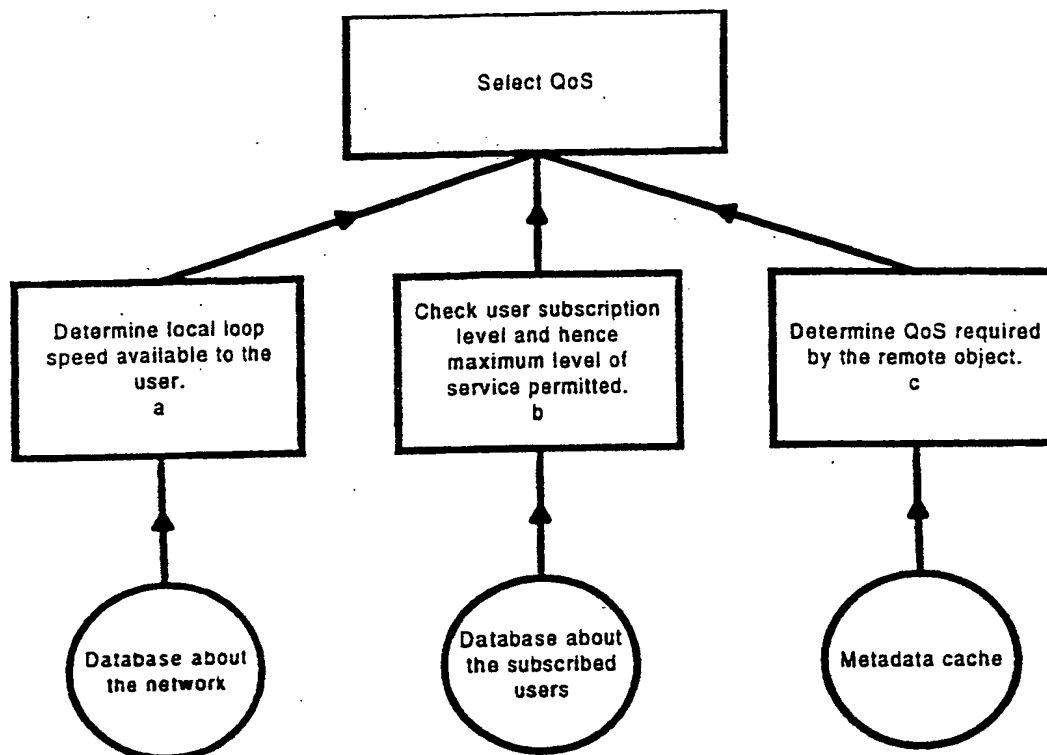 Select QoS
Determine local loop
speed available to the
user.
a
Check user subscription
level and hence
maximum level of
service permitted.
b
Determine QoS required
by the remote object.
c
Database about
the network
Database about
the subscribed
users
Metadata cache